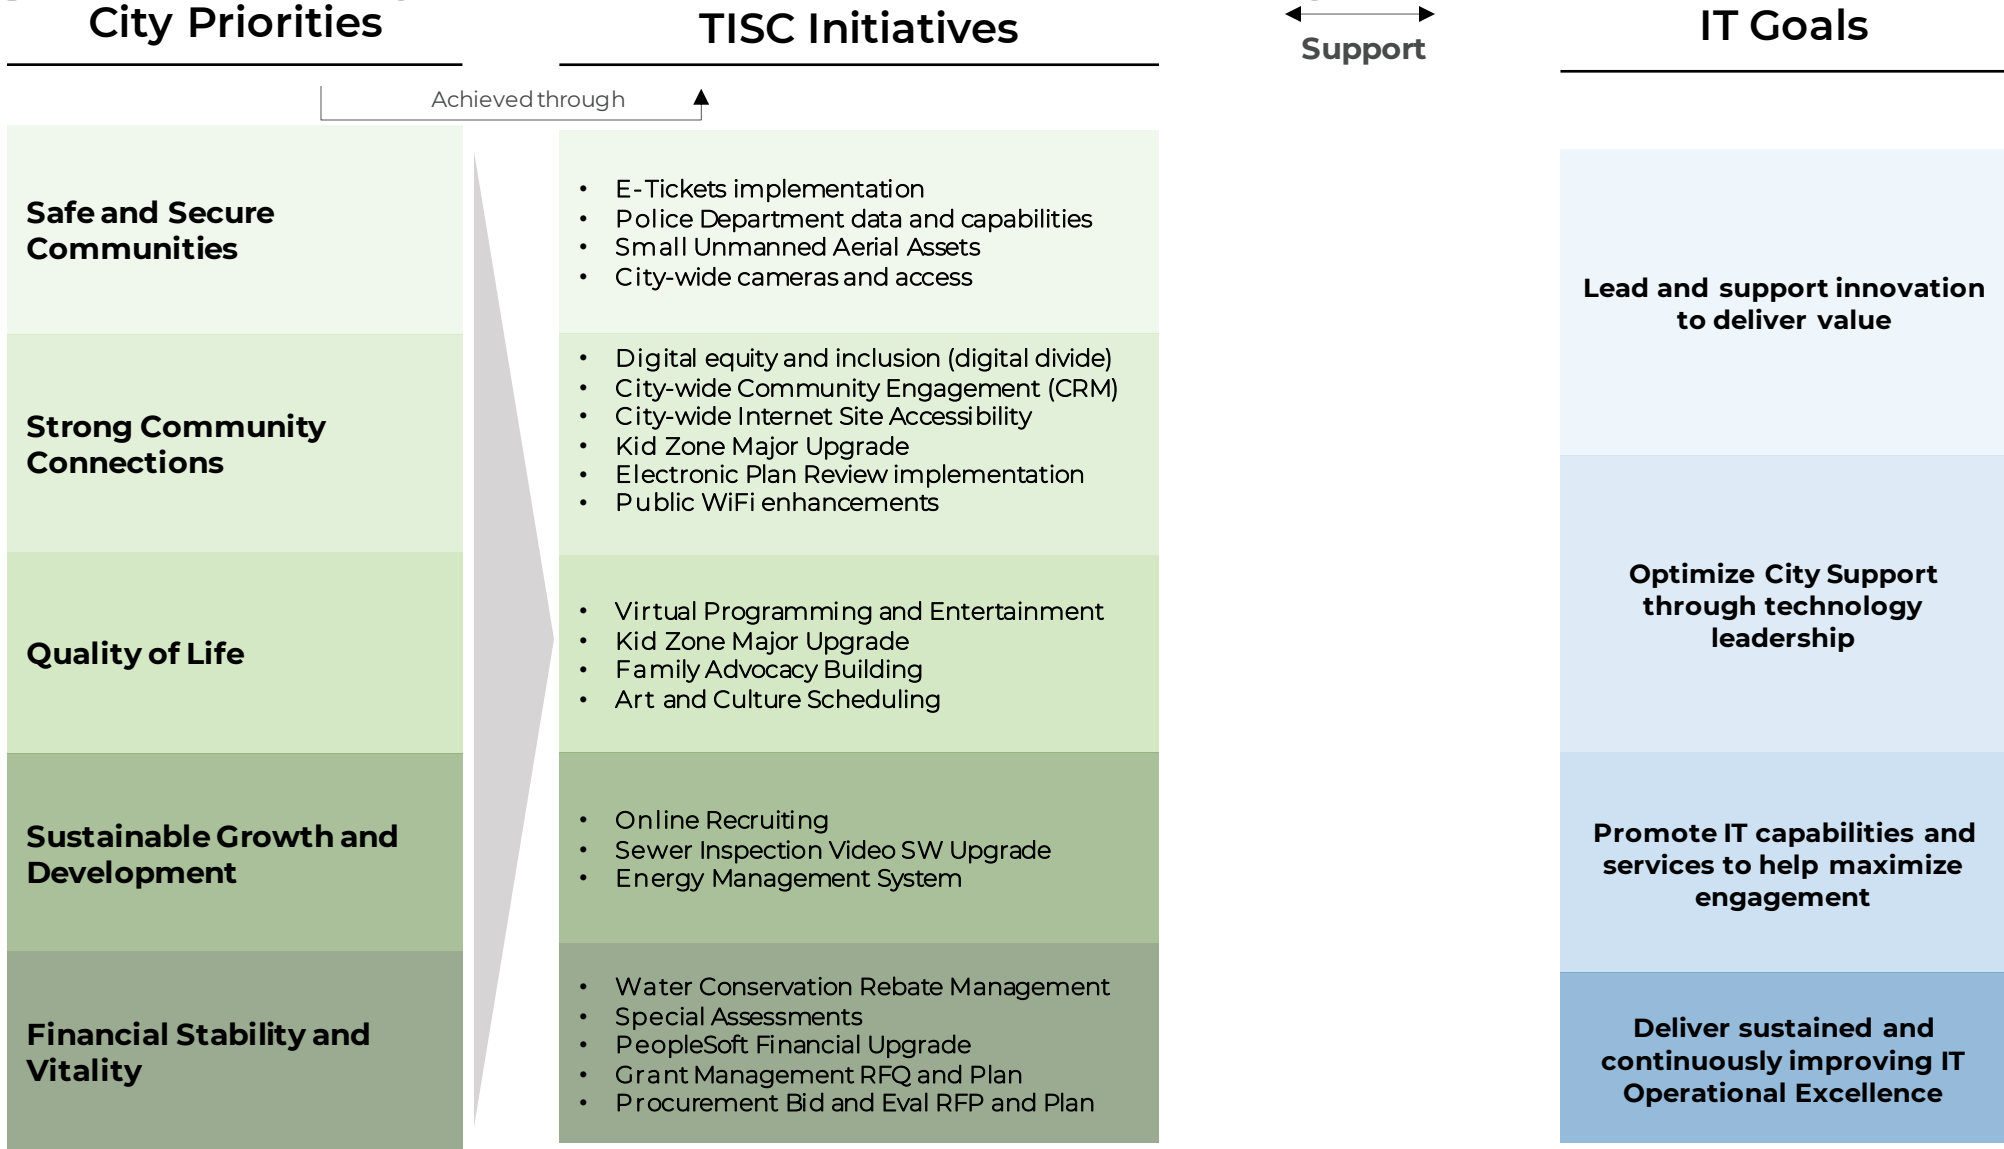 City Priorities
TISC Initiatives
Support
IT Goals
Achieved through
Safe and Secure
Communities
• E-Tickets implementation
• Police Department data and capabilities
• Small Unmanned Aerial Assets
• City-wide cameras and access
Strong Community
Connections
• Digital equity and inclusion (digital divide)
• City-wide Community Engagement (CRM)
• City-wide Internet Site Accessibility
• Kid Zone Major Upgrade
• Electronic Plan Review implementation
• Public WiFi enhancements
Quality of Life
• Virtual Programming and Entertainment
• Kid Zone Major Upgrade
• Family Advocacy Building
• Art and Culture Scheduling
Sustainable Growth and
Development
• Online Recruiting
• Sewer Inspection Video SW Upgrade
• Energy Management System
Financial Stability and
Vitality
• Water Conservation Rebate Management
• Special Assessments
• PeopleSoft Financial Upgrade
• Grant Management RFQ and Plan
• Procurement Bid and Eval RFP and Plan
Lead and support innovation
to deliver value
Optimize City Support
through technology
leadership
Promote IT capabilities and
services to help maximize
engagement
Deliver sustained and
continuously improving IT
Operational Excellence